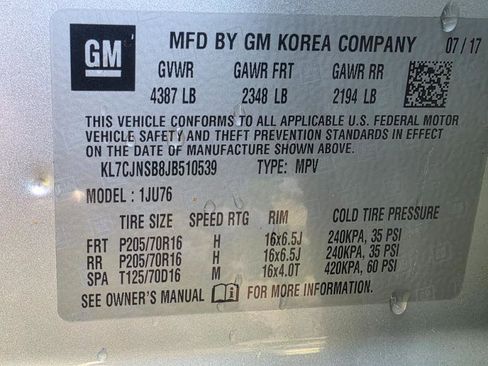 GM MFD BY GM KOREA COMPANY 07/17
GVWR GAWR FRT GAWR RR
4387 LB 2348 LB 2194 LB
THIS VEHICLE CONFORMS TO ALL APPLICABLE U.S. FEDERAL MOTOR
VEHICLE SAFETY AND THEFT PREVENTION STANDARDS IN EFFECT
ON THE DATE OF MANUFACTURE SHOWN ABOVE.
KL7CJNSB8JB510539 TYPE: MPV
MODEL: 1JU76
TIRE SIZE SPEED RTG RIM COLD TIRE PRESSURE
FRT P205/70R16 H 16x6.5J 240KPA, 35 PSI
RR P205/70R16 H 16x6.5J 240KPA, 35 PSI
SPA T125/70D16 M 16x4.0T 420KPA, 60 PSI
SEE OWNER'S MANUAL FOR MORE INFORMATION.